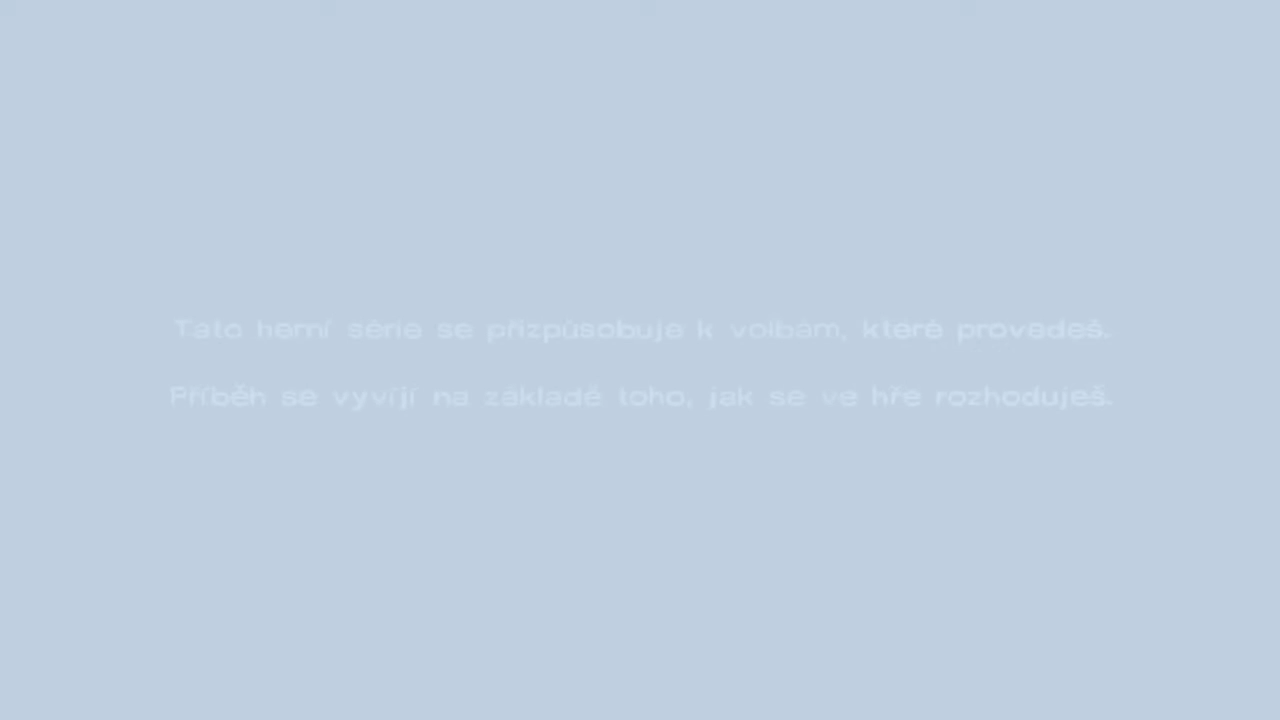 Tato herní série se přizpůsobuje k volbám, které provedeš.
Příběh se vyvíjí na základě toho, jak se ve hře rozhoduješ.